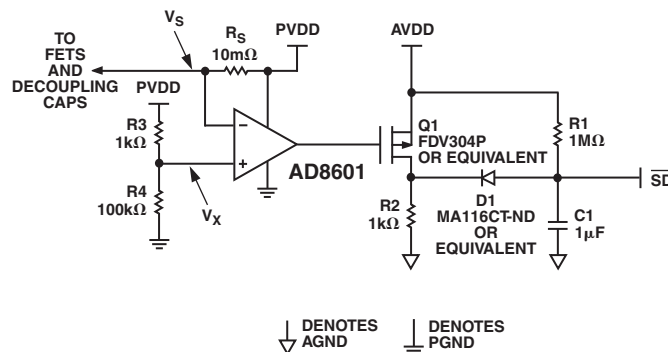 V_S
R_S
10mΩ
PVDD
AVDD
TO
FETS
AND
DECOUPLING
CAPS
PVDD
R3
1kΩ
R4
100kΩ
V_X
−
+
AD8601
Q1
FDV304P
OR EQUIVALENT
R1
1MΩ
R2
1kΩ
D1
MA116CT-ND
OR
EQUIVALENT
C1
1μF
SD
DENOTES
AGND
DENOTES
PGND